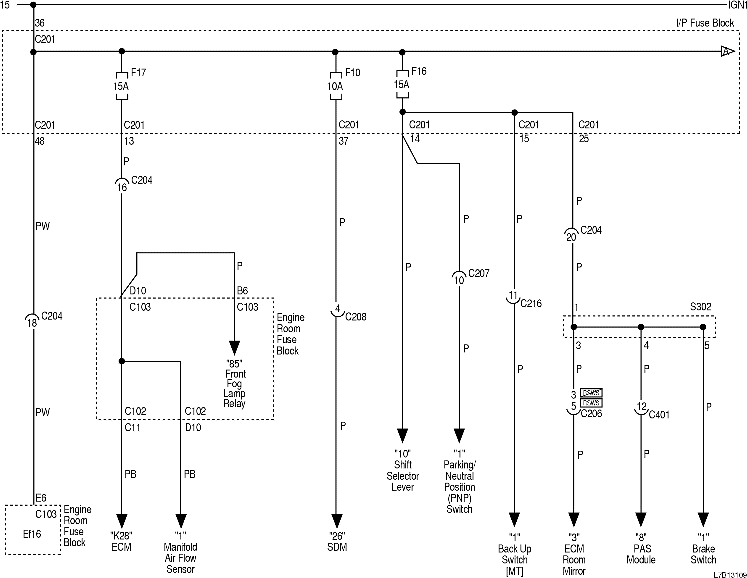 15 IGN1
36 I/P Fuse Block
C201
A
F17 F10 F16
15A 10A 15A
C201 C201 C201 C201 C201 C201
48 13 37 14 15 25
P
16 C204
PW P P P P
20 C204
P D10 B6 P 10 C207 P
C103 C103
11 C216
1 S302
18 C204
4 C208
Engine
Room
Fuse
Block
3 4 5
"85"
Front
Fog
Lamp
Relay
P P P
3 DSWS
5 PSWS
C206
12 C401
P
PW C102 C102 P P
C11 D10
"10"
Shift
Selector
Lever
"1"
Parking/
Neutral
Position
(PNP)
Switch
PB PB P P
E6
C103
Ef16
Engine
Room
Fuse
Block
"K28"
ECM
"1"
Manifold
Air Flow
Sensor
"26"
SDM
"1"
Back Up
Switch
[MT]
"3"
ECM
Room
Mirror
"8"
PAS
Module
"1"
Brake
Switch
L7B13109